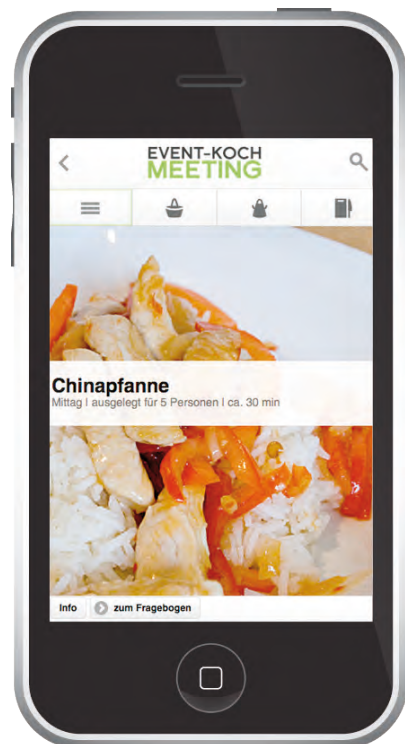 EVENT-KOCH
MEETING
Chinapfanne
Mittag I ausgelegt für 5 Personen I ca. 30 min
Info
zum Fragebogen